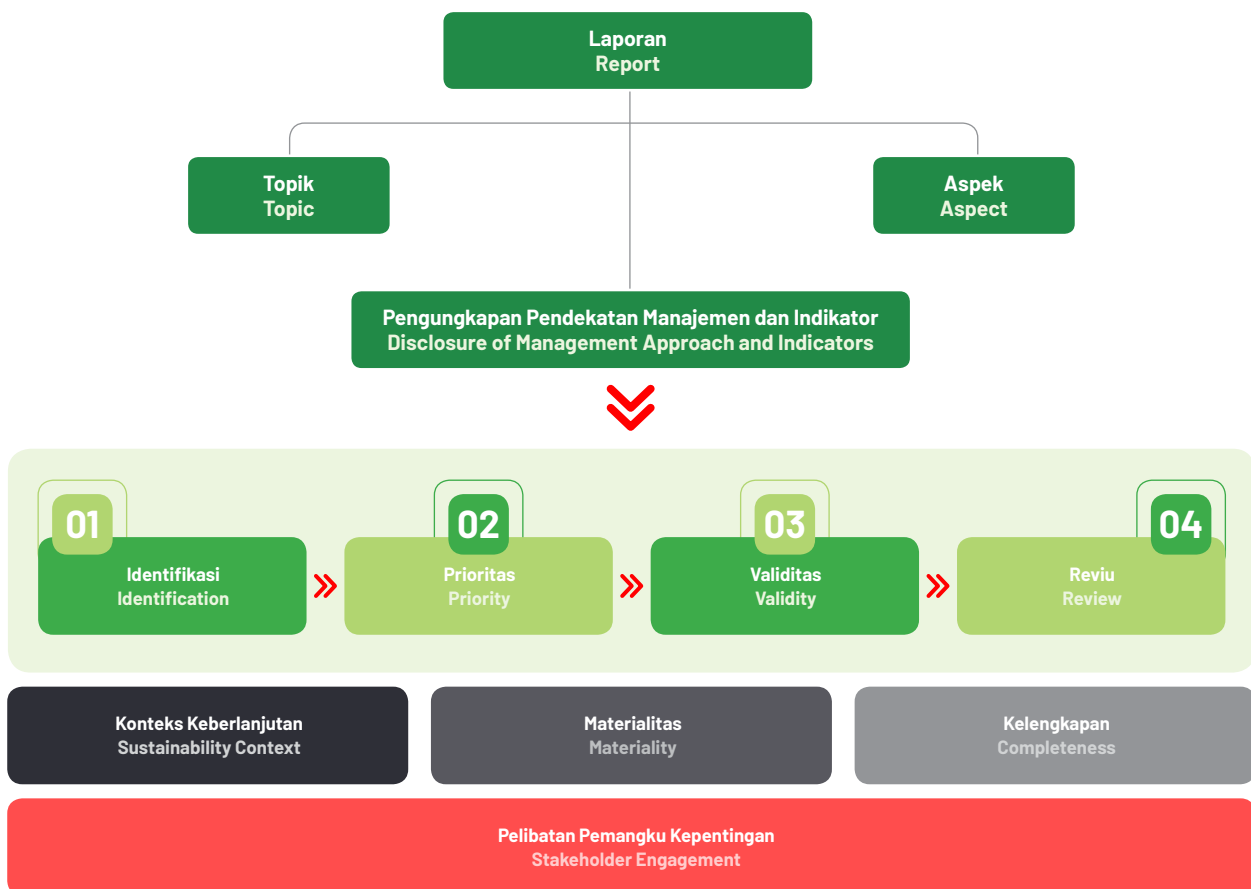 Laporan
Report
Topik
Topic
Aspek
Aspect
Pengungkapan Pendekatan Manajemen dan Indikator
Disclosure of Management Approach and Indicators
01
Identifikasi
Identification
02
Prioritas
Priority
03
Validitas
Validity
04
Reviu
Review
Konteks Keberlanjutan
Sustainability Context
Materialitas
Materiality
Kelengkapan
Completeness
Pelibatan Pemangku Kepentingan
Stakeholder Engagement